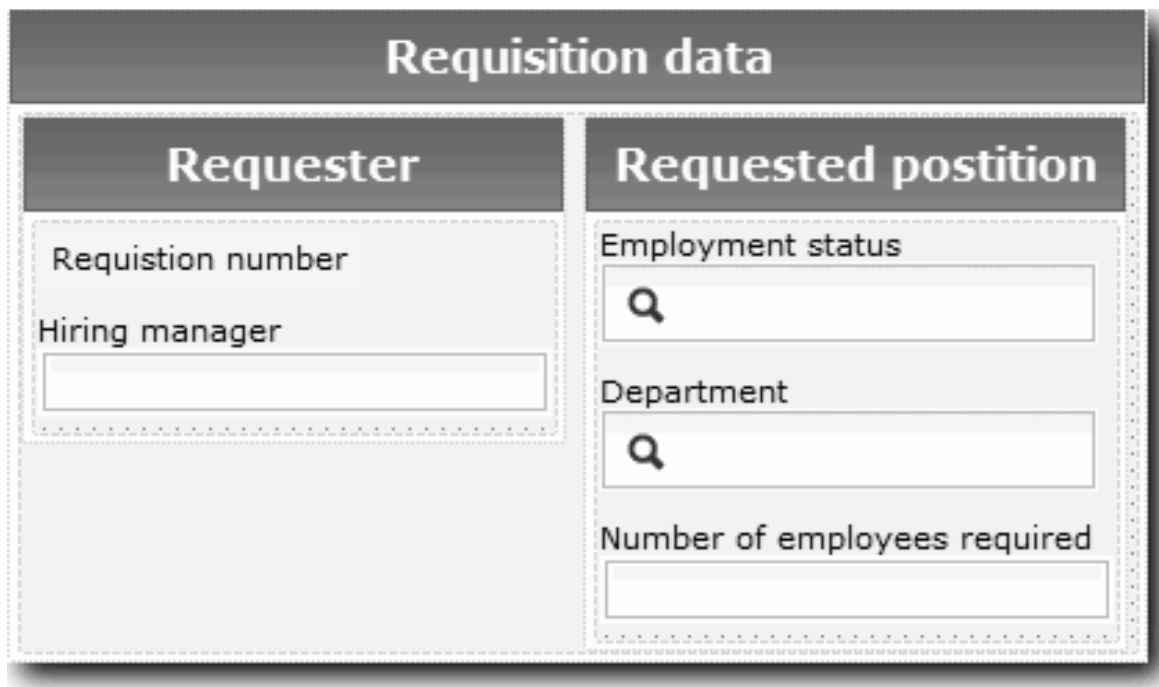 Requisition data
Requester
Requistion number
Hiring manager
Requested postition
Employment status
Department
Number of employees required